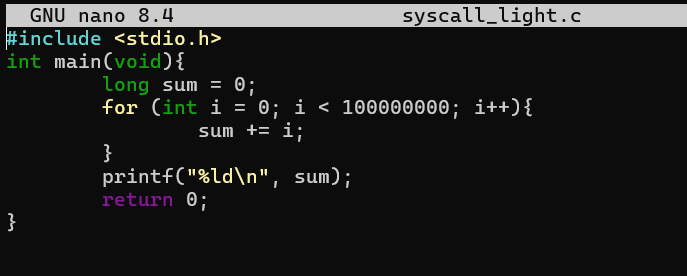 GNU nano 8.4 syscall_light.c
#include <stdio.h>
int main(void){
long sum = 0;
for (int i = 0; i < 100000000; i++){
sum += i;
}
printf("%ld\n", sum);
return 0;
}